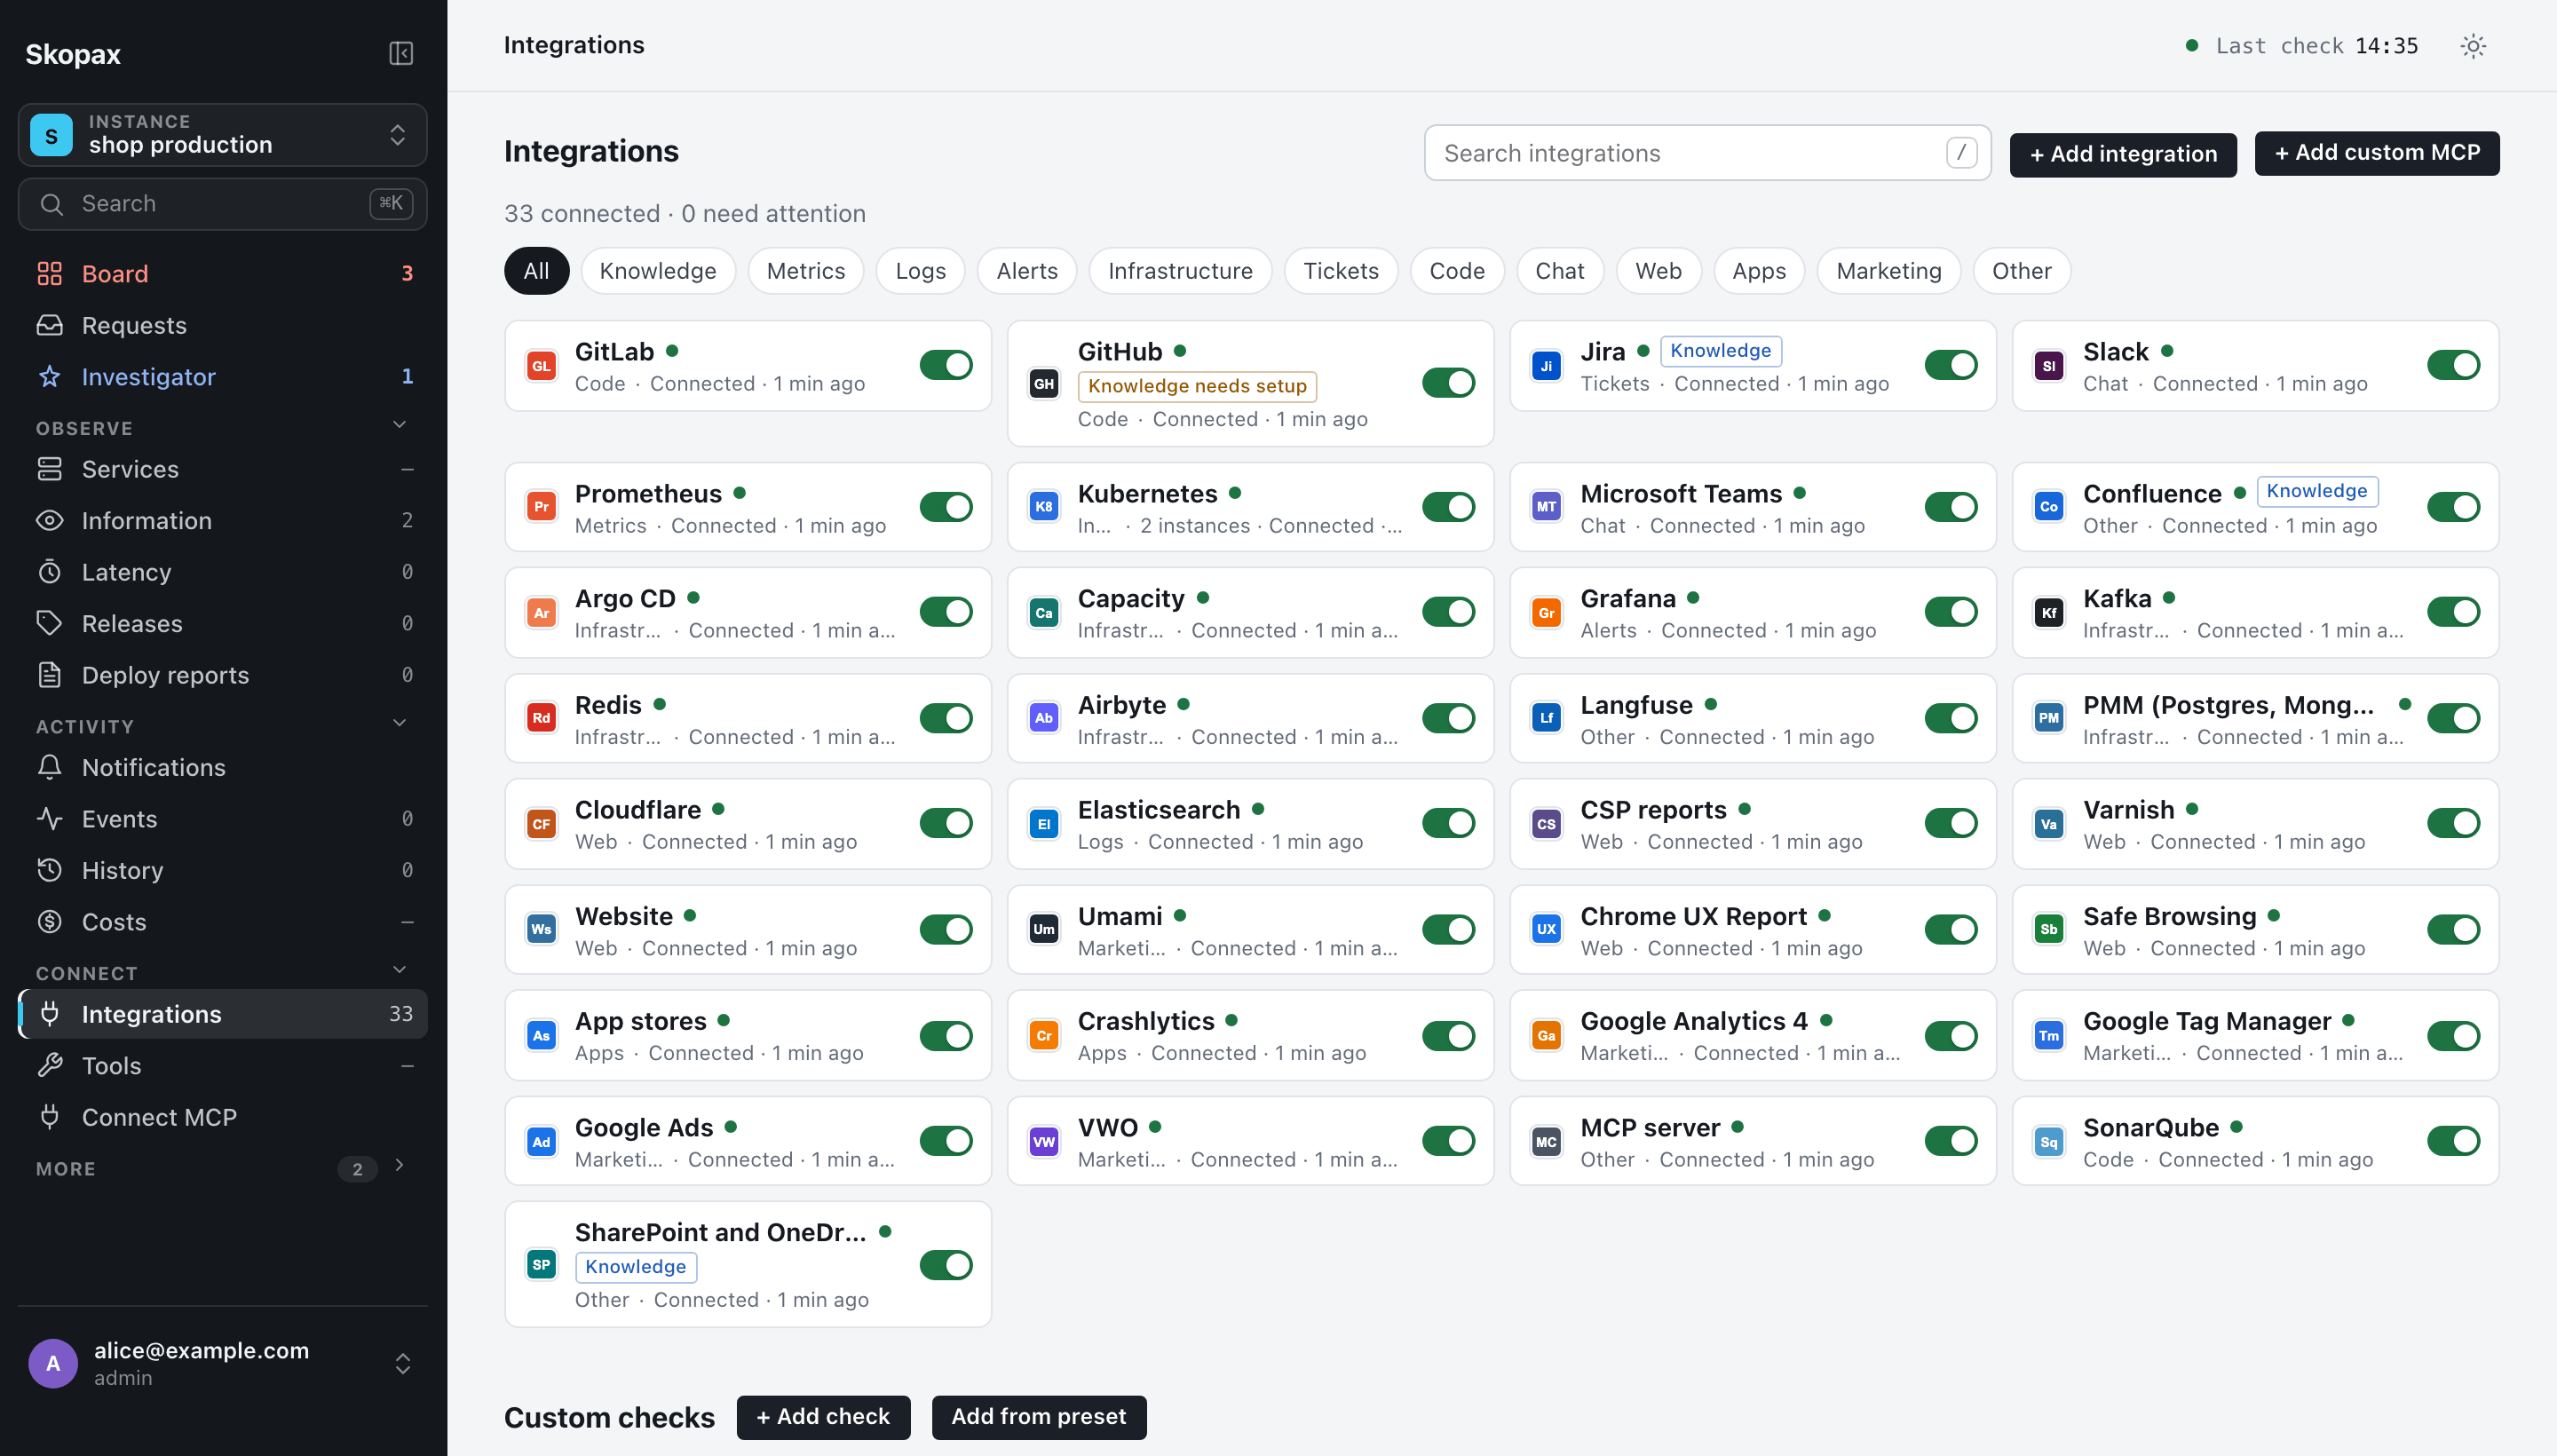 Skopax
S
INSTANCE
shop production
Search ⌘K
Board 3
Requests
Investigator 1
OBSERVE
Services –
Information 2
Latency 0
Releases 0
Deploy reports 0
ACTIVITY
Notifications
Events 0
History 0
Costs –
CONNECT
Integrations 33
Tools –
Connect MCP
MORE 2
A
alice@example.com
admin
Integrations
Last check 14:35
Integrations
Search integrations /
+ Add integration
+ Add custom MCP
33 connected · 0 need attention
All Knowledge Metrics Logs Alerts Infrastructure Tickets Code Chat Web Apps Marketing Other
GL
GitLab
Code · Connected · 1 min ago
GH
GitHub
Knowledge needs setup
Code · Connected · 1 min ago
Ji
Jira Knowledge
Tickets · Connected · 1 min ago
Sl
Slack
Chat · Connected · 1 min ago
Pr
Prometheus
Metrics · Connected · 1 min ago
K8
Kubernetes
In... · 2 instances · Connected ·...
MT
Microsoft Teams
Chat · Connected · 1 min ago
Co
Confluence Knowledge
Other · Connected · 1 min ago
Ar
Argo CD
Infrastr... · Connected · 1 min a...
Ca
Capacity
Infrastr... · Connected · 1 min a...
Gr
Grafana
Alerts · Connected · 1 min ago
Kf
Kafka
Infrastr... · Connected · 1 min a...
Rd
Redis
Infrastr... · Connected · 1 min a...
Ab
Airbyte
Infrastr... · Connected · 1 min a...
Lf
Langfuse
Other · Connected · 1 min ago
PM
PMM (Postgres, Mong...
Infrastr... · Connected · 1 min a...
CF
Cloudflare
Web · Connected · 1 min ago
El
Elasticsearch
Logs · Connected · 1 min ago
CS
CSP reports
Web · Connected · 1 min ago
Va
Varnish
Web · Connected · 1 min ago
Ws
Website
Web · Connected · 1 min ago
Um
Umami
Marketi... · Connected · 1 min a...
UX
Chrome UX Report
Web · Connected · 1 min ago
Sb
Safe Browsing
Web · Connected · 1 min ago
As
App stores
Apps · Connected · 1 min ago
Cr
Crashlytics
Apps · Connected · 1 min ago
Ga
Google Analytics 4
Marketi... · Connected · 1 min a...
Tm
Google Tag Manager
Marketi... · Connected · 1 min a...
Ad
Google Ads
Marketi... · Connected · 1 min a...
VW
VWO
Marketi... · Connected · 1 min a...
MC
MCP server
Other · Connected · 1 min ago
Sq
SonarQube
Code · Connected · 1 min ago
SP
SharePoint and OneDr...
Knowledge
Other · Connected · 1 min ago
Custom checks
+ Add check
Add from preset